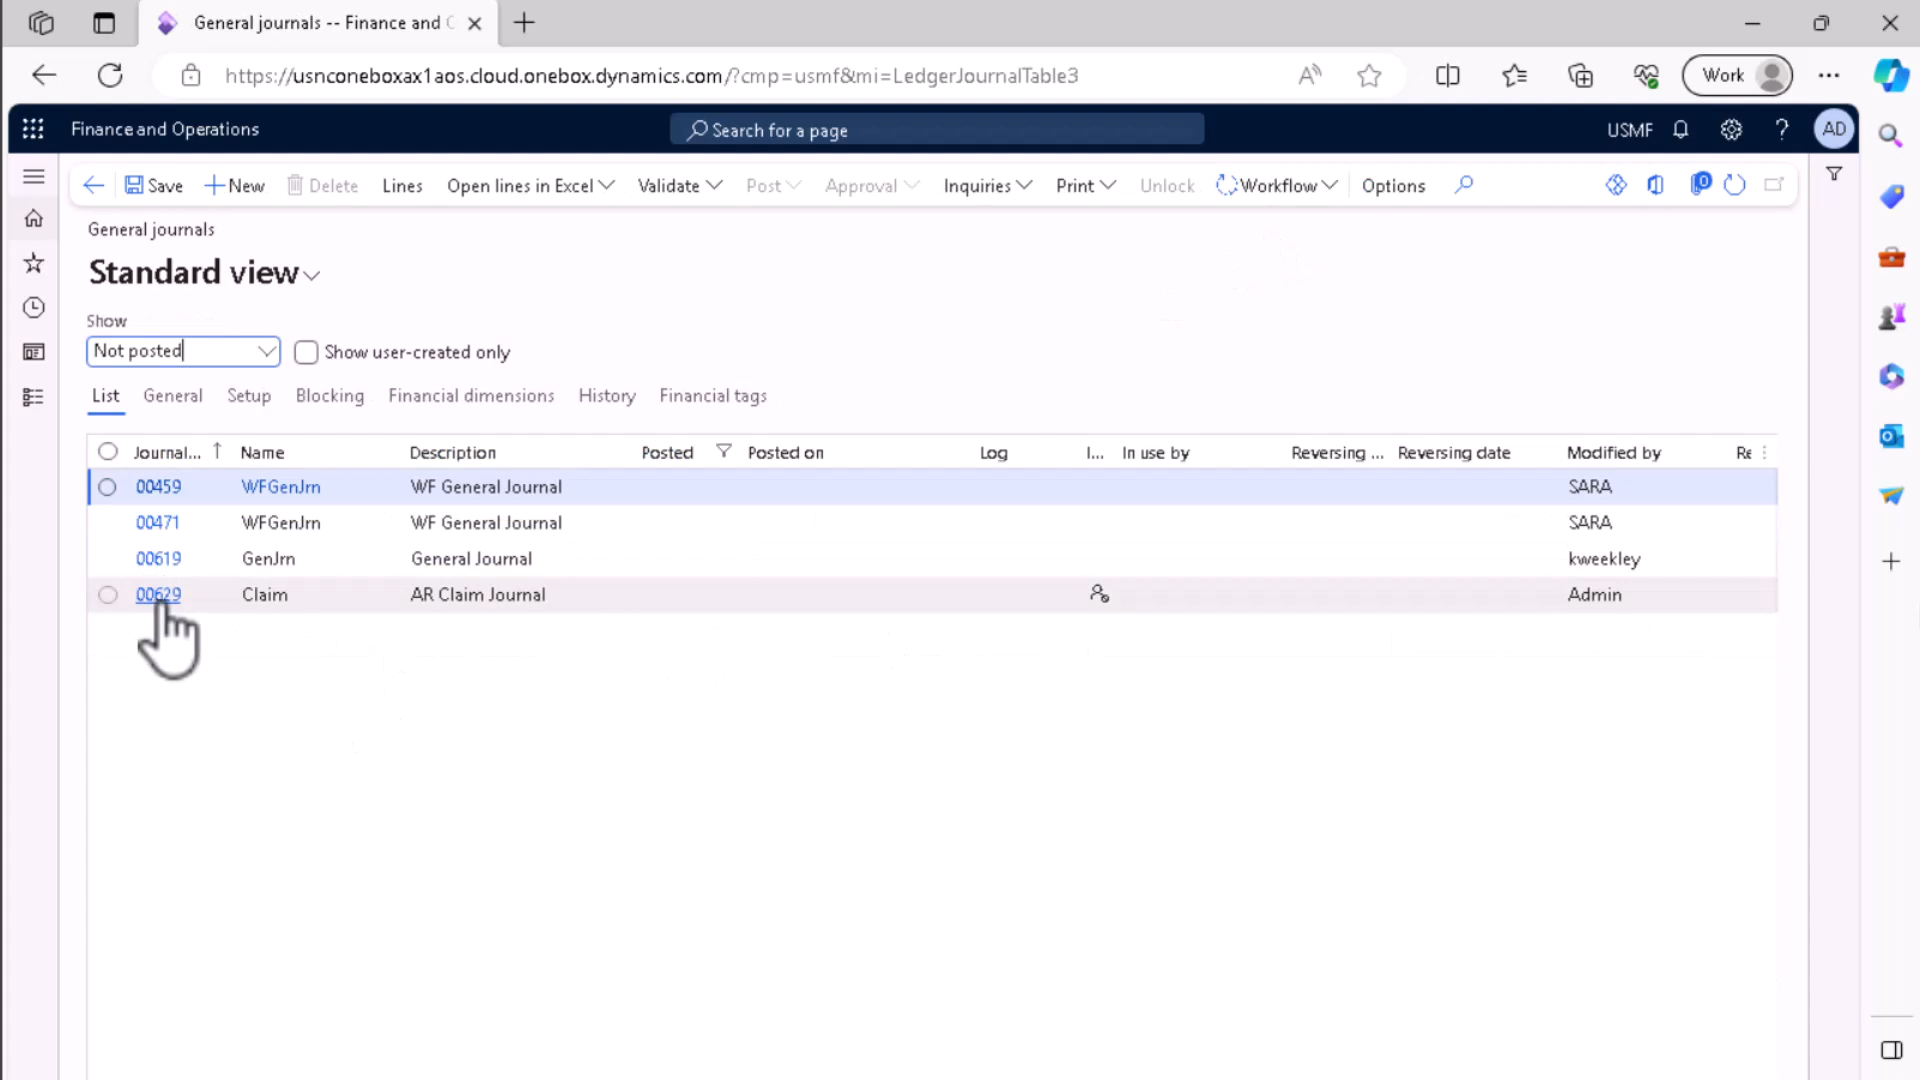 General journals -- Finance and O
https://usnconeboxax1aos.cloud.onebox.dynamics.com/?cmp=usmf&mi=LedgerJournalTable3
Work
Finance and Operations
Search for a page
USMF
AD
Save New Delete Lines Open lines in Excel Validate Post Approval Inquiries Print Unlock Workflow Options
0
General journals
Standard view
Show
Not posted
Show user-created only
List General Setup Blocking Financial dimensions History Financial tags
Journal... Name Description Posted Posted on Log I... In use by Reversing ... Reversing date Modified by Re
00459 WFGenJrn WF General Journal SARA
00471 WFGenJrn WF General Journal SARA
00619 GenJrn General Journal kweekley
00629 Claim AR Claim Journal Admin